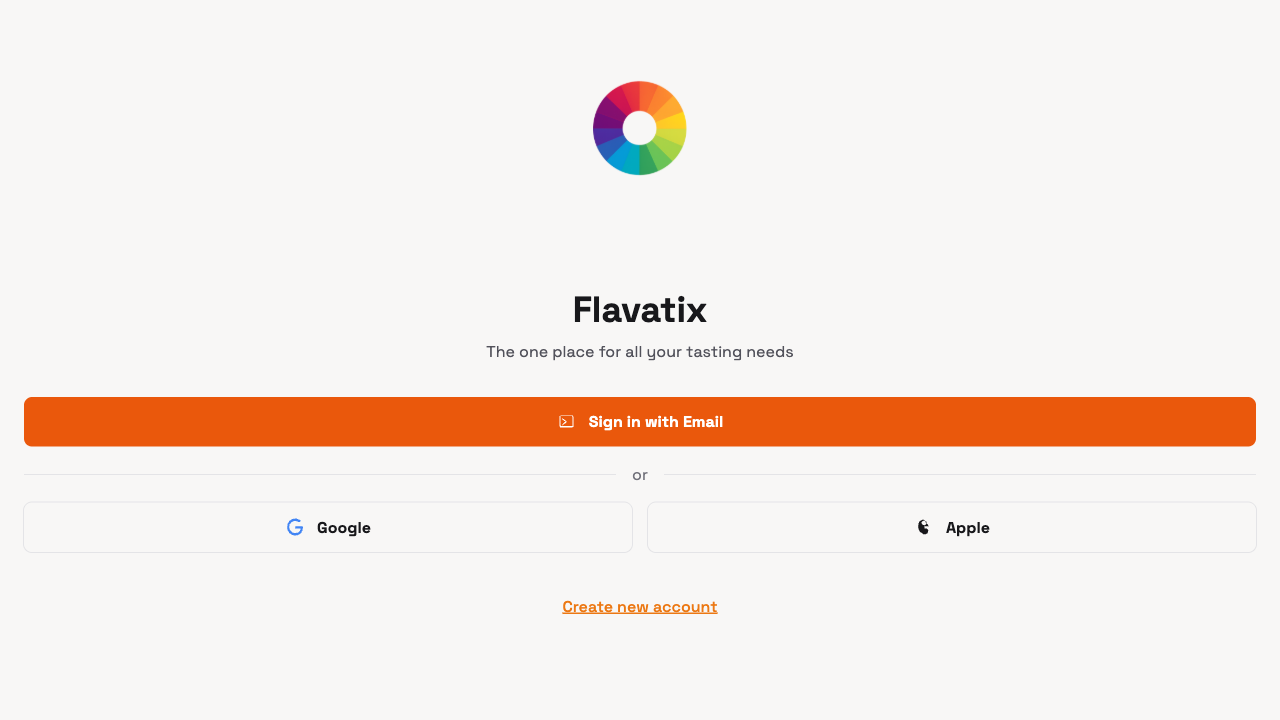 Flavatix
The one place for all your tasting needs
Sign in with Email
or
Google
Apple
Create new account